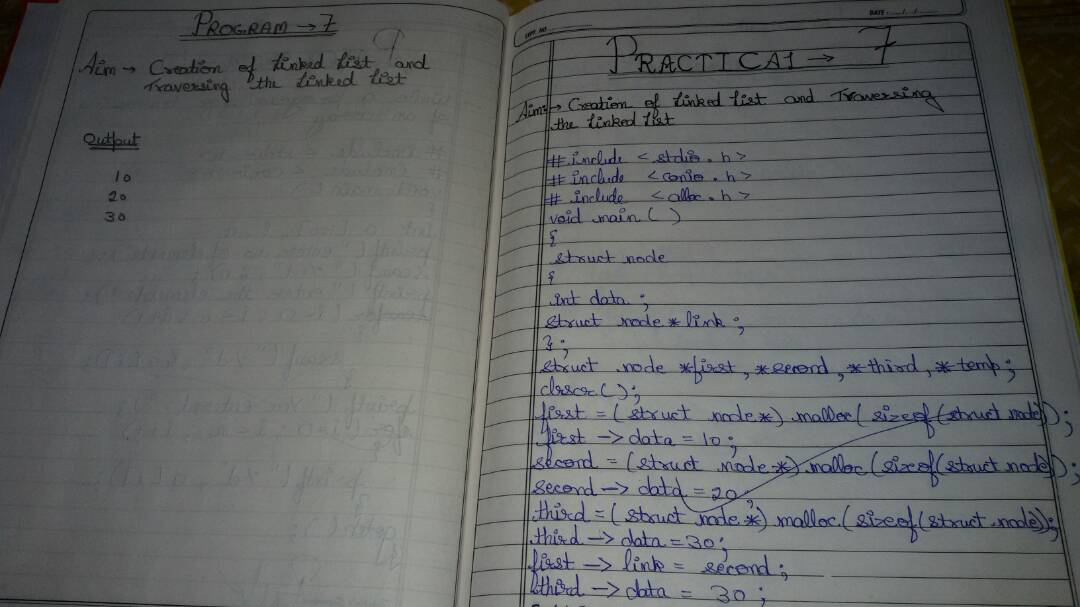 PROGRAM → 7
Aim → Creation of linked list and
Traversing the linked list
Output
10
20
30
EXPT. NO.
DATE: / /
PRACTICAL → 7
Aim → Creation of linked list and Traversing
the linked list
# include < stdio . h >
# include < conio . h >
# include < alloc . h >
void main ( )
{
struct node
{
int data ;
struct node * link ;
} ;
struct node *first , *second , *third , *temp ;
clrscr ( ) ;
first = ( struct node * ) malloc ( sizeof ( struct node ) ) ;
first -> data = 10 ;
second = ( struct node * ) malloc ( sizeof ( struct node ) ) ;
second -> data = 20 ;
third = ( struct node * ) malloc ( sizeof ( struct node ) ) ;
third -> data = 30 ;
first -> link = second ;
third -> data = 30 ;